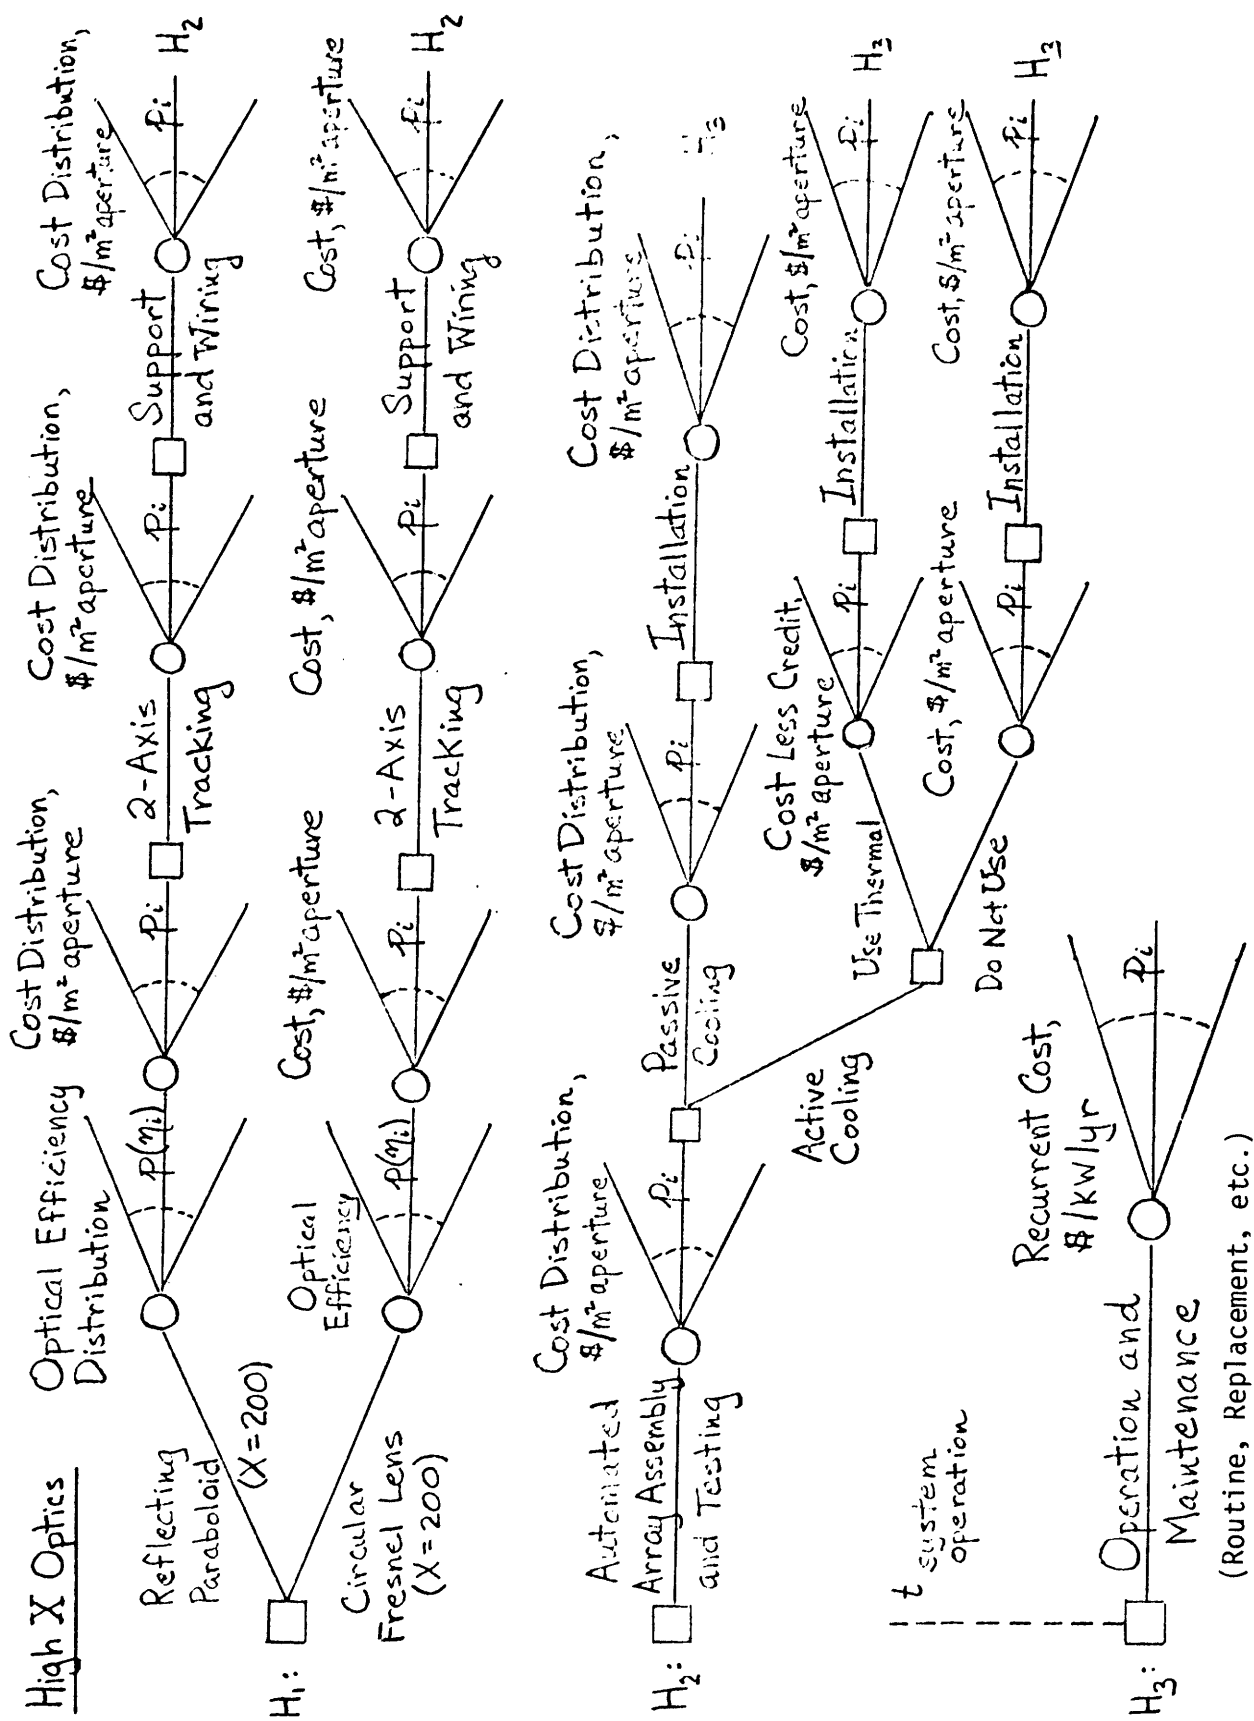 High X Optics
H₁:
Reflecting
Paraboloid
(X=200)
Optical Efficiency
Distribution
p(ηi)
Cost Distribution,
$/m² aperture
pi
2-Axis
Tracking
Cost Distribution,
$/m² aperture
pi
Support
and Wiring
Cost Distribution,
$/m² aperture
pi
H₂
Circular
Fresnel Lens
(X=200)
Optical
Efficiency
p(ηi)
Cost, $/m² aperture
pi
2-Axis
Tracking
Cost, $/m² aperture
pi
Support
and Wiring
Cost, $/m² aperture
pi
H₂
H₂:
Automated
Array Assembly
and Testing
Cost Distribution,
$/m² aperture
pi
Passive
Cooling
Cost Distribution,
$/m² aperture
pi
Installation
Cost Distribution,
$/m² aperture
pi
H₃
Active
Cooling
Use Thermal
Cost Less Credit,
$/m² aperture
pi
Installation
Cost, $/m² aperture
pi
H₃
Do Not Use
Cost, $/m² aperture
pi
Installation
Cost, $/m² aperture
pi
H₃
t system
operation
H₃:
Operation and
Maintenance
(Routine, Replacement, etc.)
Recurrent Cost,
$/kW/yr
pi